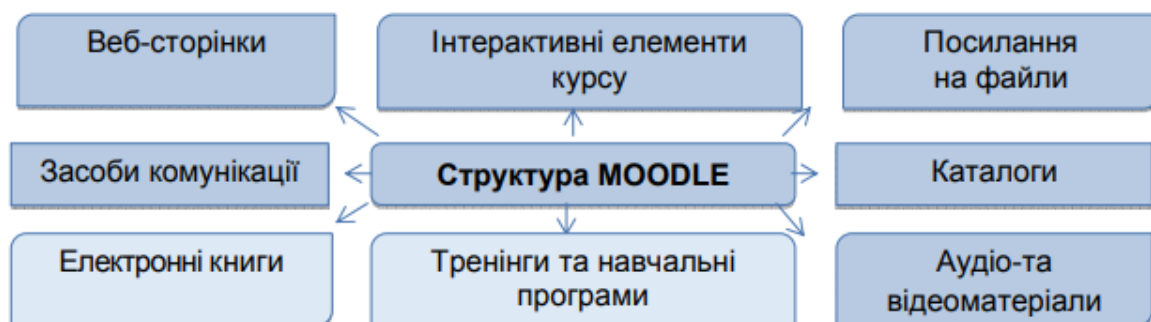 Веб-сторінки
Інтерактивні елементи
курсу
Посилання
на файли
Засоби комунікації
Структура MOODLE
Каталоги
Електронні книги
Тренінги та навчальні
програми
Аудіо-та
відеоматеріали